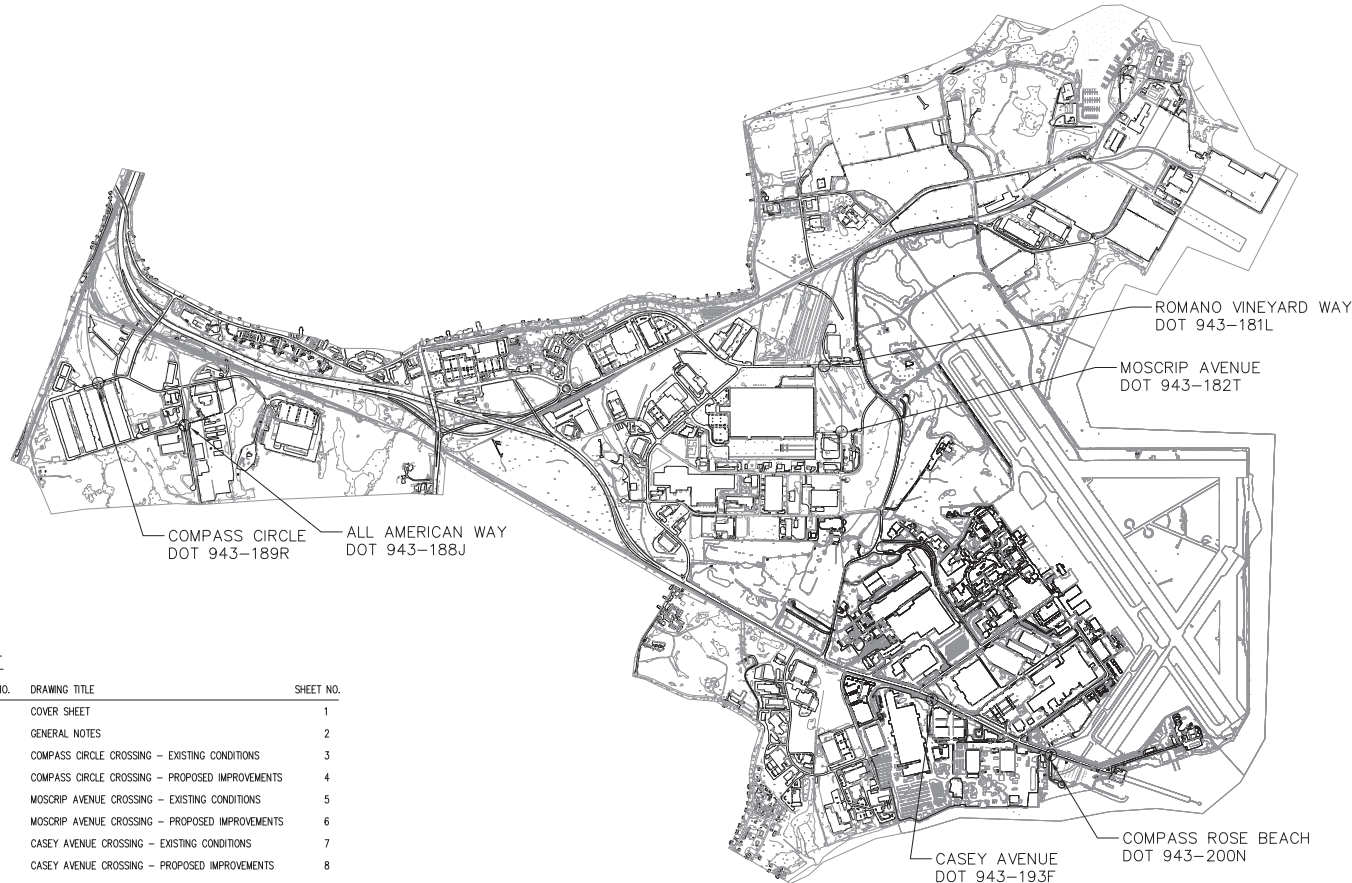 ROMANO VINEYARD WAY
DOT 943-181L
MOSCRIP AVENUE
DOT 943-182T
COMPASS CIRCLE
DOT 943-189R
ALL AMERICAN WAY
DOT 943-188J
NO. DRAWING TITLE SHEET NO.
COVER SHEET 1
GENERAL NOTES 2
COMPASS CIRCLE CROSSING – EXISTING CONDITIONS 3
COMPASS CIRCLE CROSSING – PROPOSED IMPROVEMENTS 4
MOSCRIP AVENUE CROSSING – EXISTING CONDITIONS 5
MOSCRIP AVENUE CROSSING – PROPOSED IMPROVEMENTS 6
CASEY AVENUE CROSSING – EXISTING CONDITIONS 7
CASEY AVENUE CROSSING – PROPOSED IMPROVEMENTS 8
COMPASS ROSE BEACH
DOT 943-200N
CASEY AVENUE
DOT 943-193F